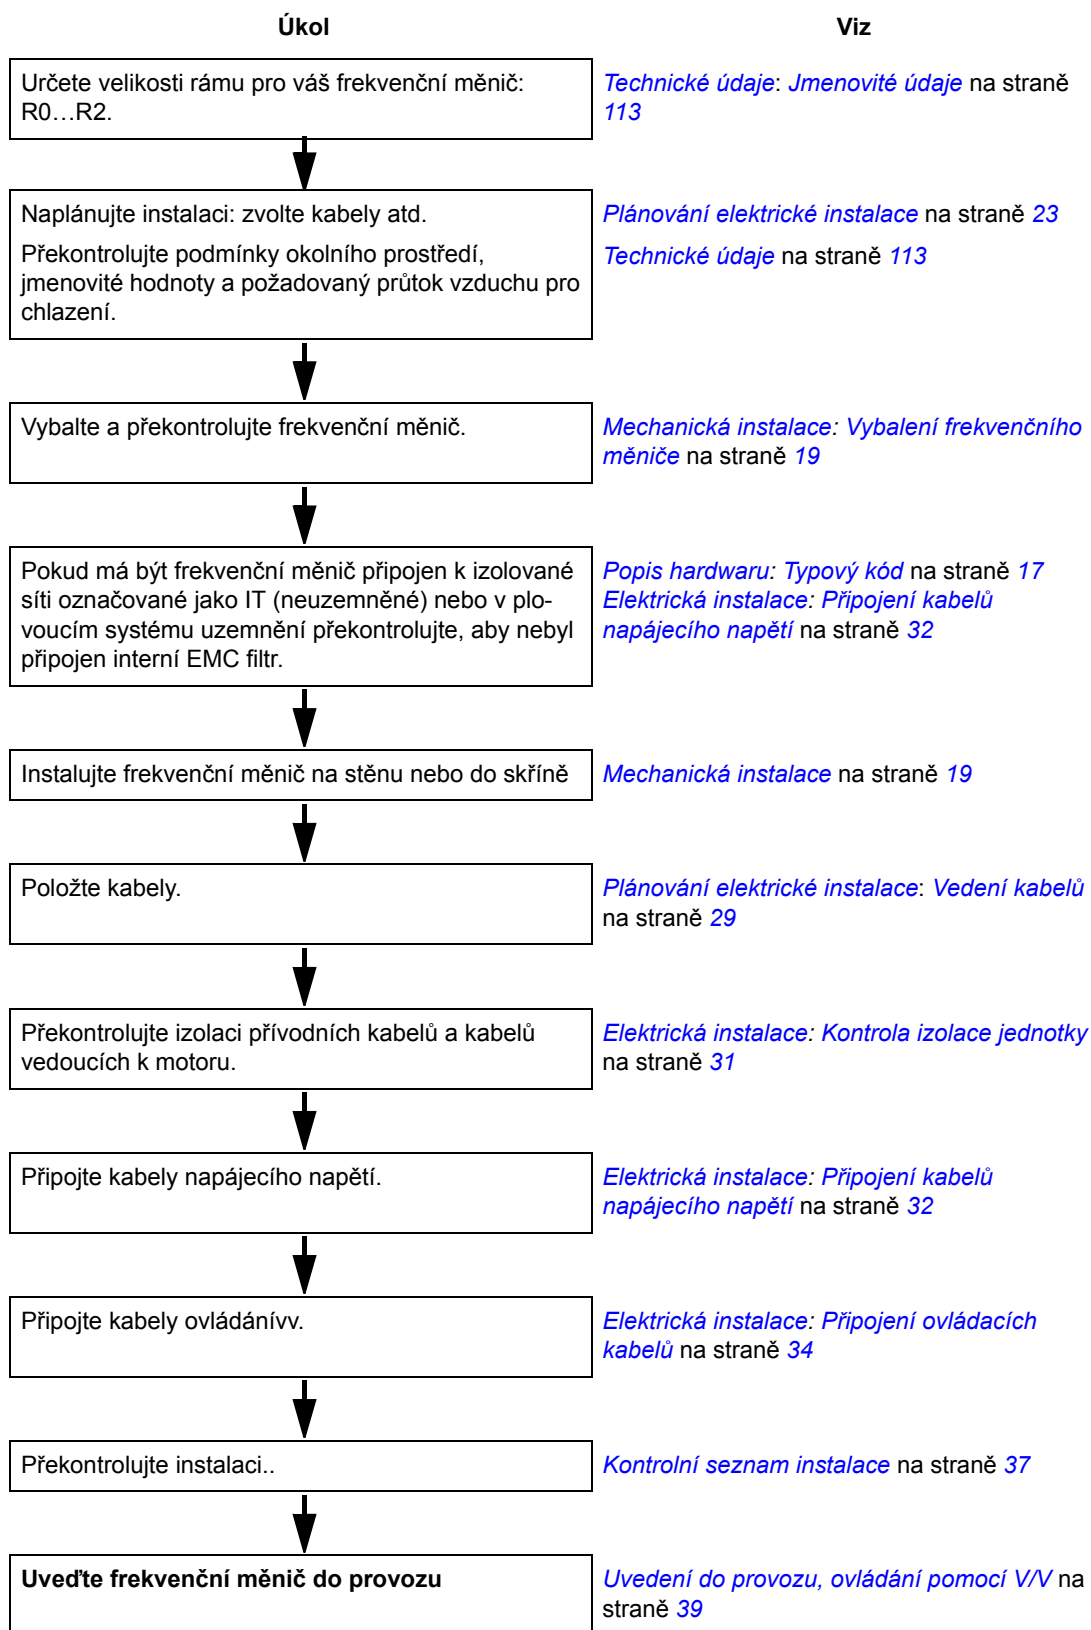 Úkol
Viz
Určete velikosti rámu pro váš frekvenční měnič:
R0…R2.
Technické údaje: Jmenovité údaje na straně
113
Naplánujte instalaci: zvolte kabely atd.
Překontrolujte podmínky okolního prostředí,
jmenovité hodnoty a požadovaný průtok vzduchu pro
chlazení.
Plánování elektrické instalace na straně 23
Technické údaje na straně 113
Vybalte a překontrolujte frekvenční měnič.
Mechanická instalace: Vybalení frekvenčního
měniče na straně 19
Pokud má být frekvenční měnič připojen k izolované
síti označované jako IT (neuzemněné) nebo v plo-
voucím systému uzemnění překontrolujte, aby nebyl
připojen interní EMC filtr.
Popis hardwaru: Typový kód na straně 17
Elektrická instalace: Připojení kabelů
napájecího napětí na straně 32
Instalujte frekvenční měnič na stěnu nebo do skříně
Mechanická instalace na straně 19
Položte kabely.
Plánování elektrické instalace: Vedení kabelů
na straně 29
Překontrolujte izolaci přívodních kabelů a kabelů
vedoucích k motoru.
Elektrická instalace: Kontrola izolace jednotky
na straně 31
Připojte kabely napájecího napětí.
Elektrická instalace: Připojení kabelů
napájecího napětí na straně 32
Připojte kabely ovládánívv.
Elektrická instalace: Připojení ovládacích
kabelů na straně 34
Překontrolujte instalaci..
Kontrolní seznam instalace na straně 37
Uveďte frekvenční měnič do provozu
Uvedení do provozu, ovládání pomocí V/V na
straně 39